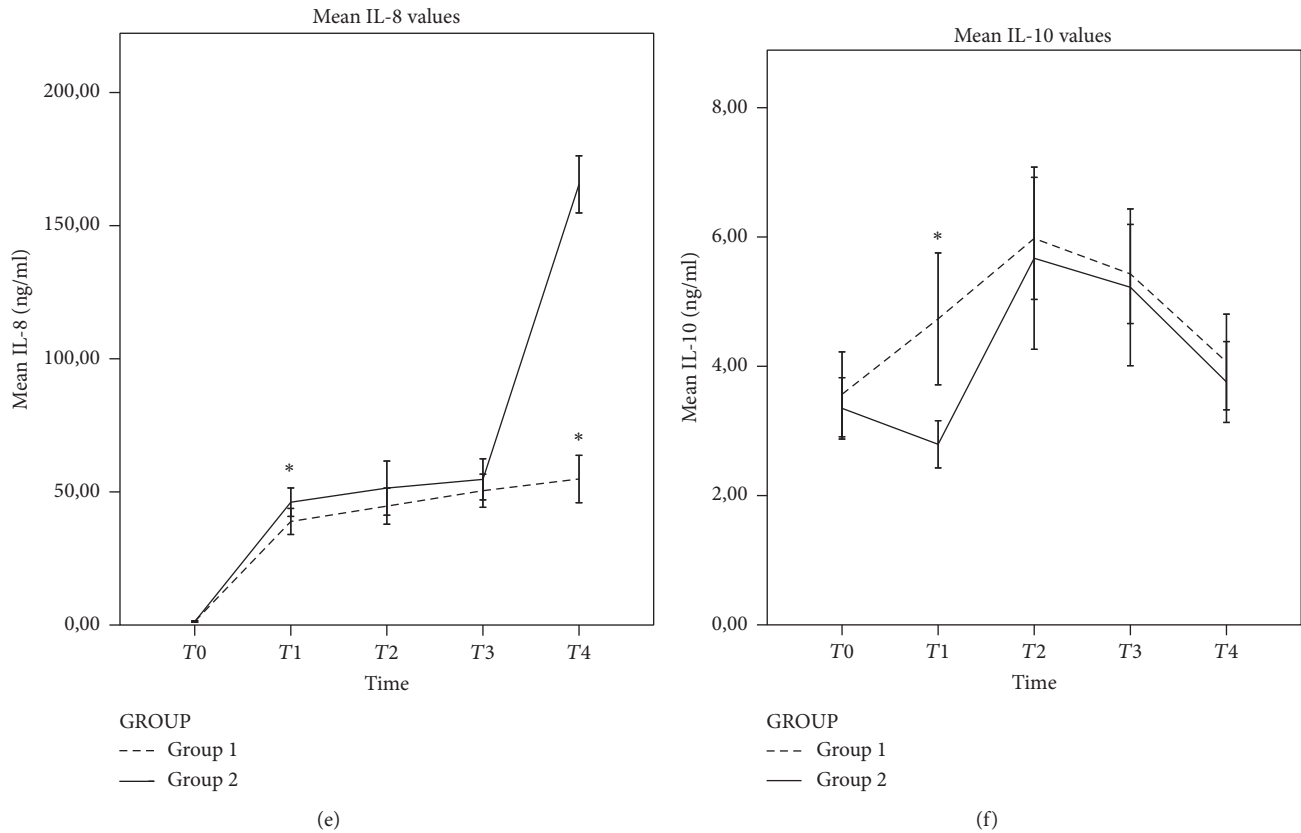 Mean IL-8 values
200,00
150,00
100,00
50,00
0,00
Mean IL-8 (ng/ml)
*
*
T0 T1 T2 T3 T4
Time
GROUP
Group 1
Group 2
(e)
Mean IL-10 values
8,00
6,00
4,00
2,00
0,00
Mean IL-10 (ng/ml)
*
T0 T1 T2 T3 T4
Time
GROUP
Group 1
Group 2
(f)